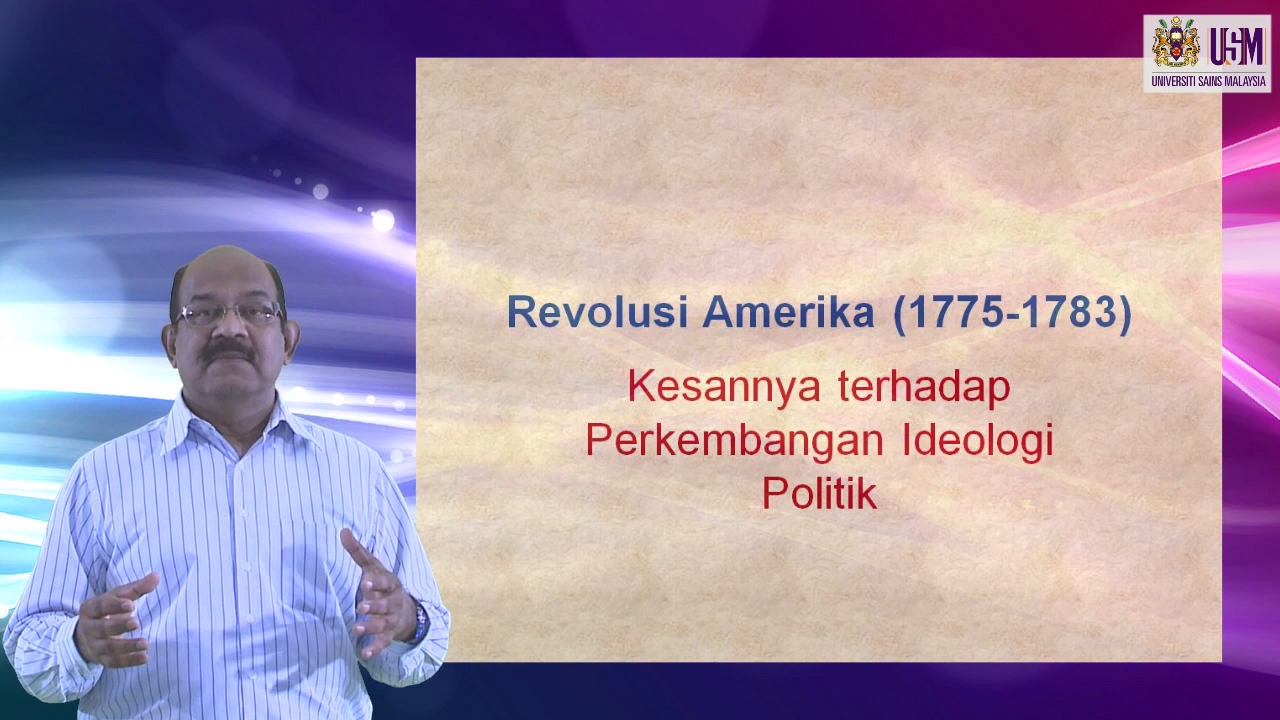 USM
UNIVERSITI SAINS MALAYSIA
Revolusi Amerika (1775-1783)
Kesannya terhadap
Perkembangan Ideologi
Politik